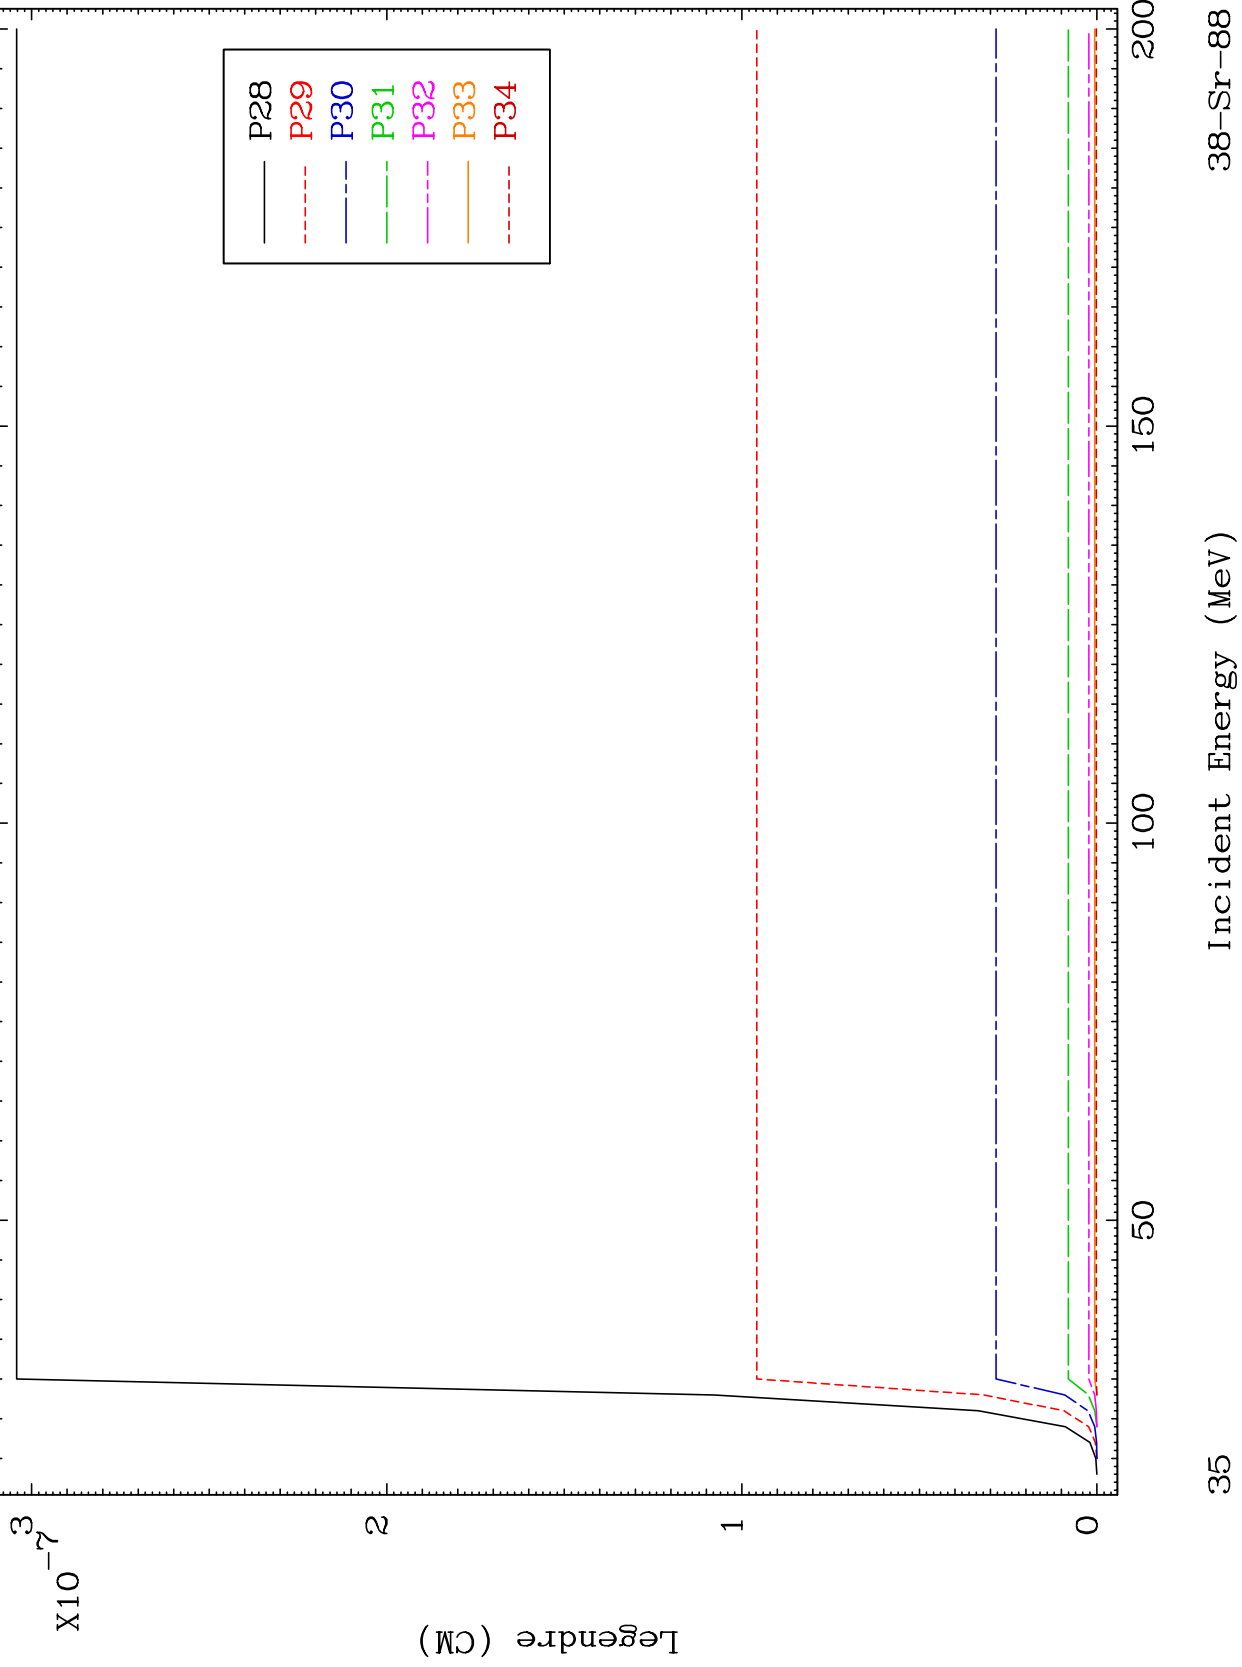 3
2
1
0
X10
-7
Legendre (CM)
P28
P29
P30
P31
P32
P33
P34
50
100
150
200
Incident Energy (MeV)
35
38-Sr-88